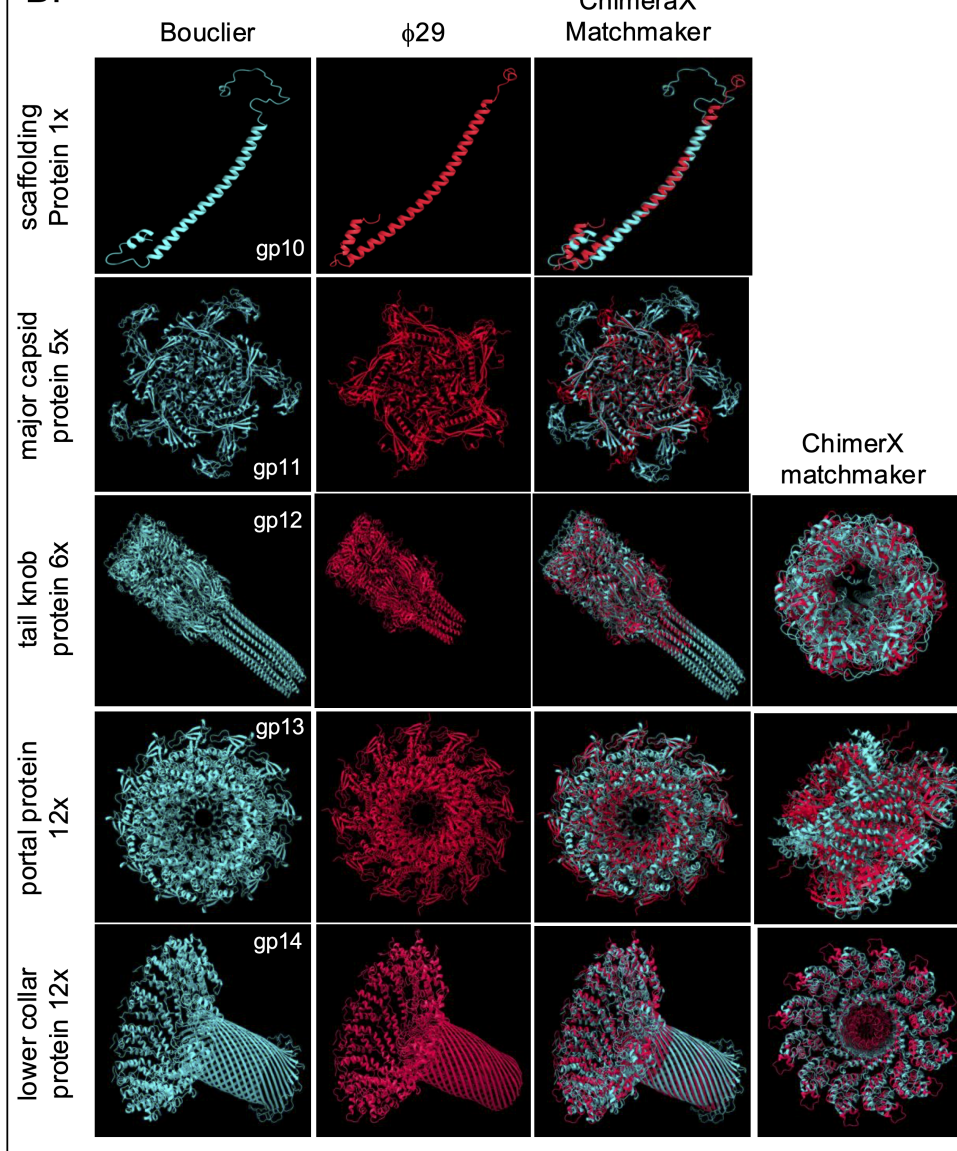 Bouclier
ϕ29
ChimeraX
Matchmaker
scaffolding
Protein 1x
gp10
major capsid
protein 5x
gp11
ChimerX
matchmaker
tail knob
protein 6x
gp12
portal protein
12x
gp13
lower collar
protein 12x
gp14